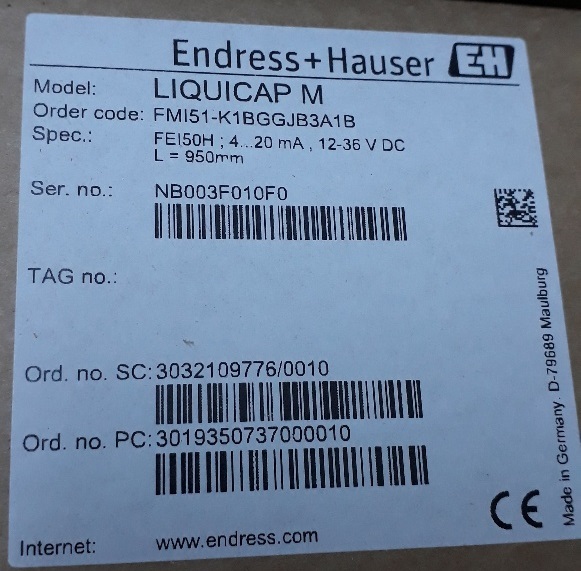 Endress+Hauser EH
Model: LIQUICAP M
Order code: FMI51-K1BGGJB3A1B
Spec.: FEI50H ; 4...20 mA , 12-36 V DC
L = 950mm
Ser. no.: NB003F010F0
TAG no.:
Ord. no. SC: 3032109776/0010
Ord. no. PC: 3019350737000010
Internet: www.endress.com
CE
Made in Germany. D-79689 Maulburg